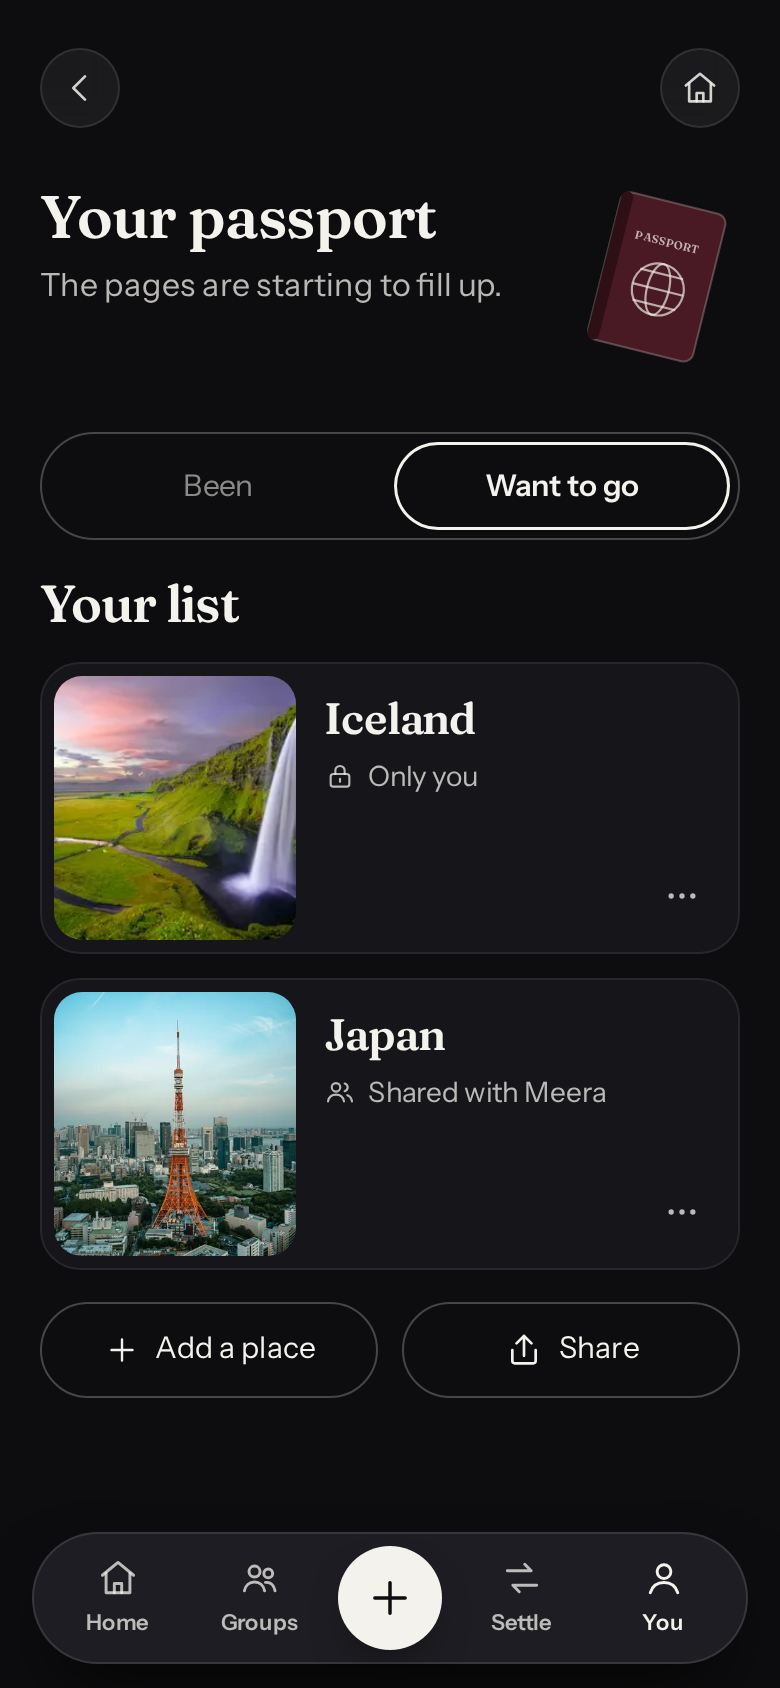 Your passport
The pages are starting to fill up.
PASSPORT
Been
Want to go
Your list
Iceland
Only you
Japan
Shared with Meera
Add a place
Share
Home
Groups
Settle
You